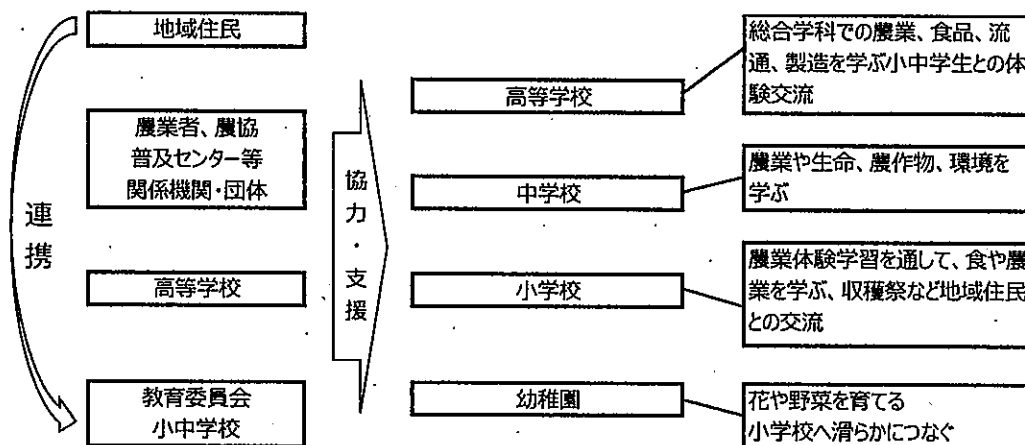 地域住民
農業者、農協
普及センター等
関係機関・団体
高等学校
教育委員会
小中学校
連携
協力・支援
高等学校
総合学科での農業、食品、流
通、製造を学ぶ小中学生との体
験交流
中学校
農業や生命、農作物、環境を
学ぶ
小学校
農業体験学習を通して、食や農
業を学ぶ、収穫祭など地域住民
との交流
幼稚園
花や野菜を育てる
小学校へ滑らかにつなぐ